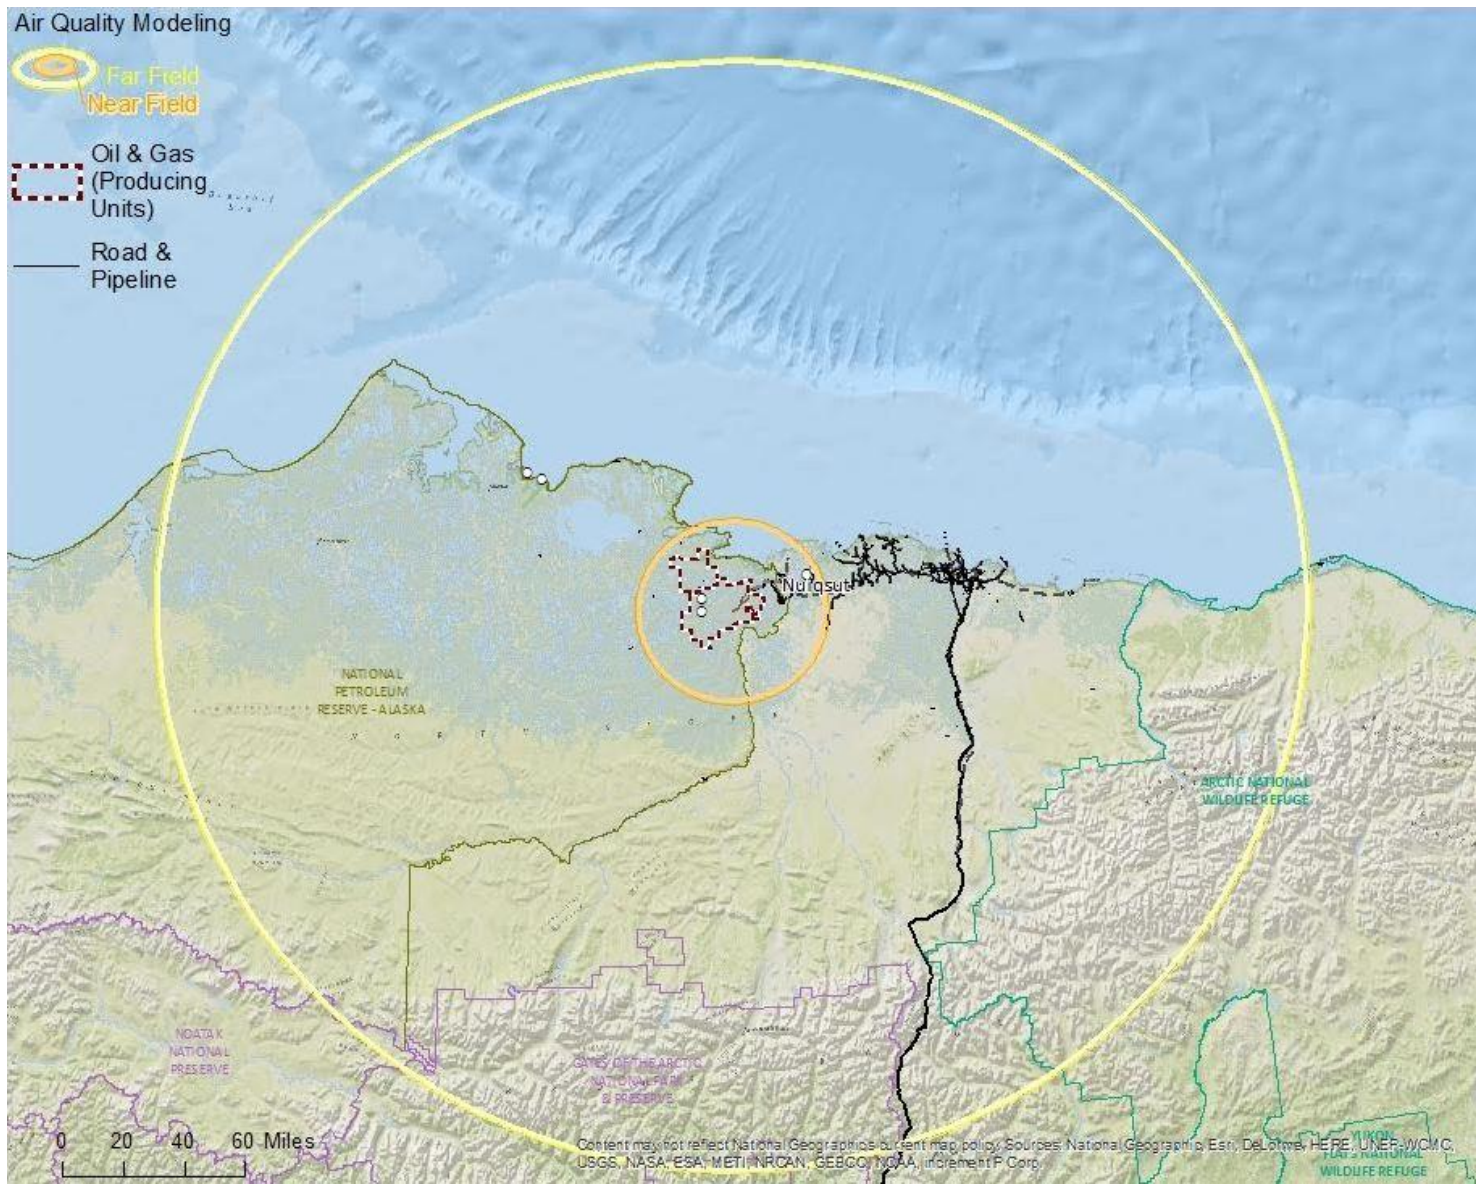 Air Quality Modeling
Far Field
Near Field
Oil & Gas
(Producing
Units)
Road &
Pipeline
Nuiqsut
NATIONAL
PETROLEUM
RESERVE - ALASKA
ARCTIC NATIONAL
WILDLIFE REFUGE
NOATAK
NATIONAL
PRESERVE
GATES OF THE ARCTIC
NATIONAL PARK
& PRESERVE
YUKON
FLATS NATIONAL
WILDLIFE REFUGE
0 20 40 60 Miles
Content may not reflect National Geographic's current map policy. Sources: National Geographic, Esri, DeLorme, HERE, UNEP-WCMC,
USGS, NASA, ESA, METI, NRCAN, GEBCO, NOAA, increment P Corp.